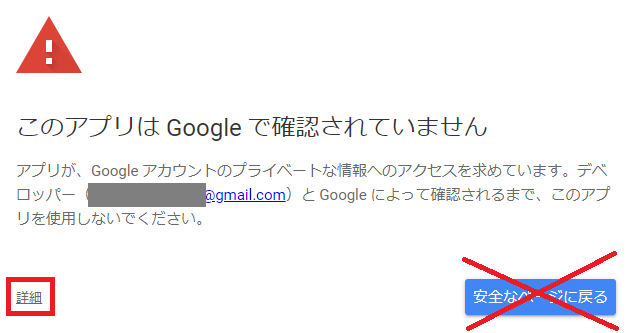 このアプリは Google で確認されていません
アプリが、Google アカウントのプライベートな情報へのアクセスを求めています。デベ
ロッパー（@gmail.com）と Google によって確認されるまで、このアプ
リを使用しないでください。
詳細
安全なページに戻る